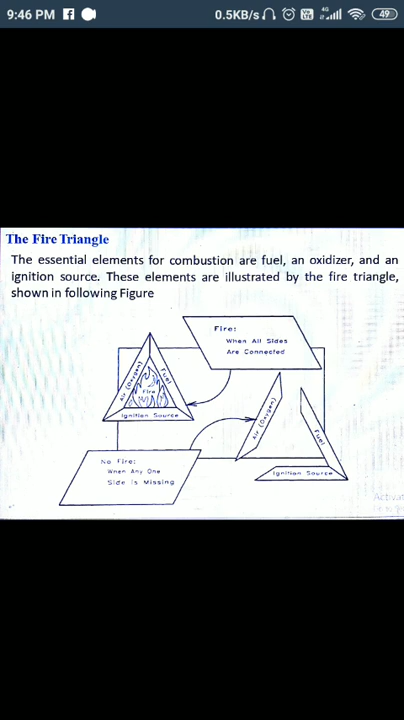 9:46 PM
0.5KB/s 4G 49
The Fire Triangle
The essential elements for combustion are fuel, an oxidizer, and an
ignition source. These elements are illustrated by the fire triangle,
shown in following Figure
Fire:
When All Sides
Are Connected
Air (Oxygen)
Fuel
Fire
Ignition Source
Air (Oxygen)
Fuel
Ignition Source
No Fire:
When Any One
Side is Missing
Activat